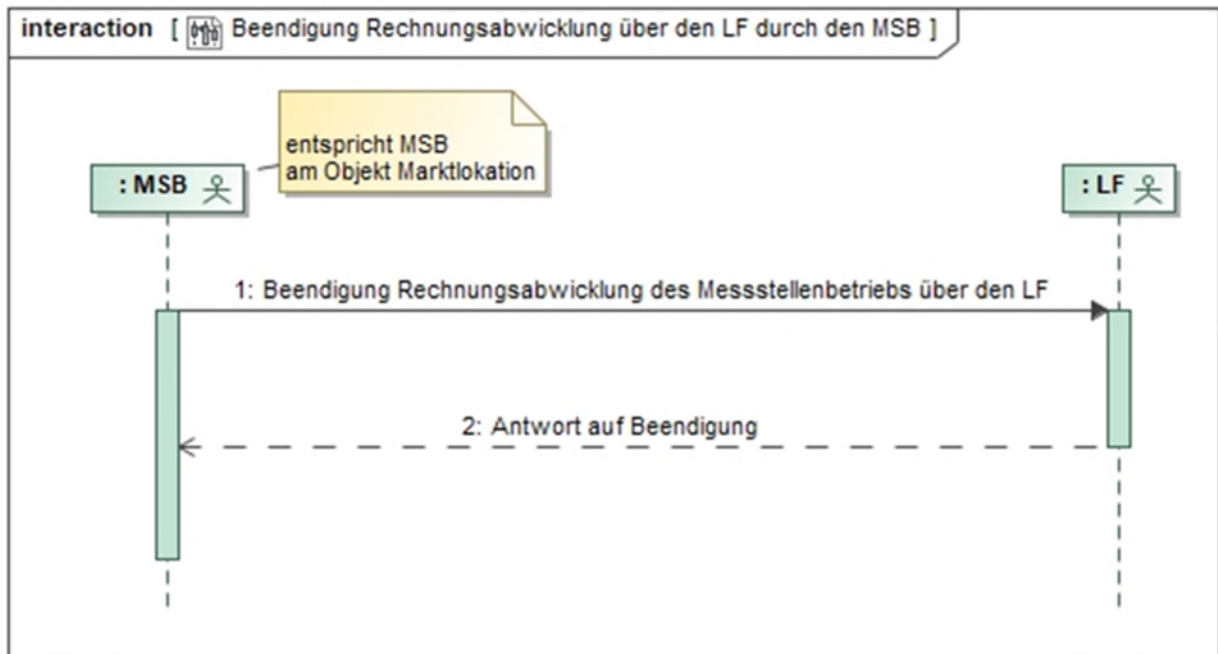 interaction [ Beendigung Rechnungsabwicklung über den LF durch den MSB ]
entspricht MSB
am Objekt Marktlokation
: MSB
: LF
1: Beendigung Rechnungsabwicklung des Messstellenbetriebs über den LF
2: Antwort auf Beendigung